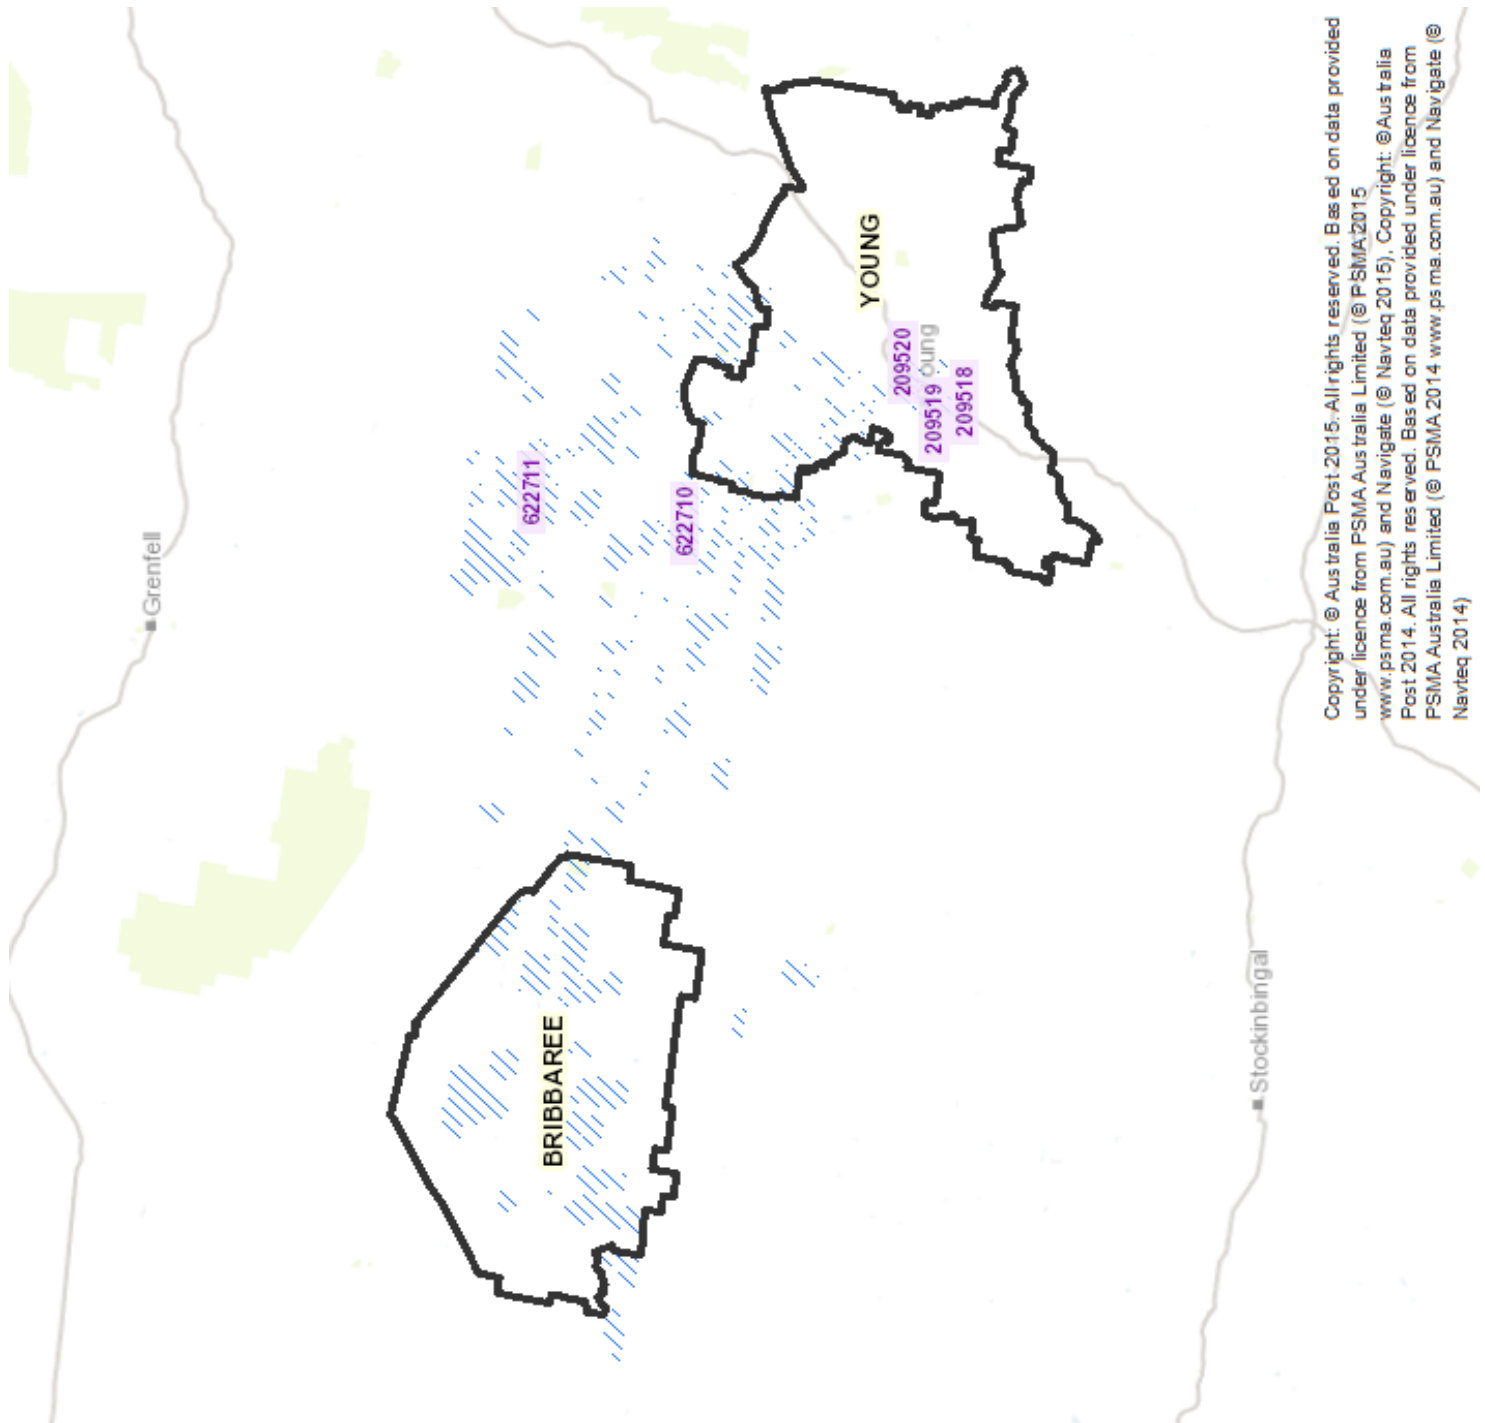 Grenfell
622711
622710
YOUNG
209520
oung
209519
209518
BRIBBAREE
Stockinbingal
Copyright: © Australia Post 2015. All rights reserved. Based on data provided
under licence from PSMA Australia Limited (© PSMA 2015
www.psma.com.au) and Navigate (© Navteq 2015), Copyright: © Australia
Post 2014. All rights reserved. Based on data provided under licence from
PSMA Australia Limited (© PSMA 2014 www.psma.com.au) and Navigate (©
Navteq 2014)